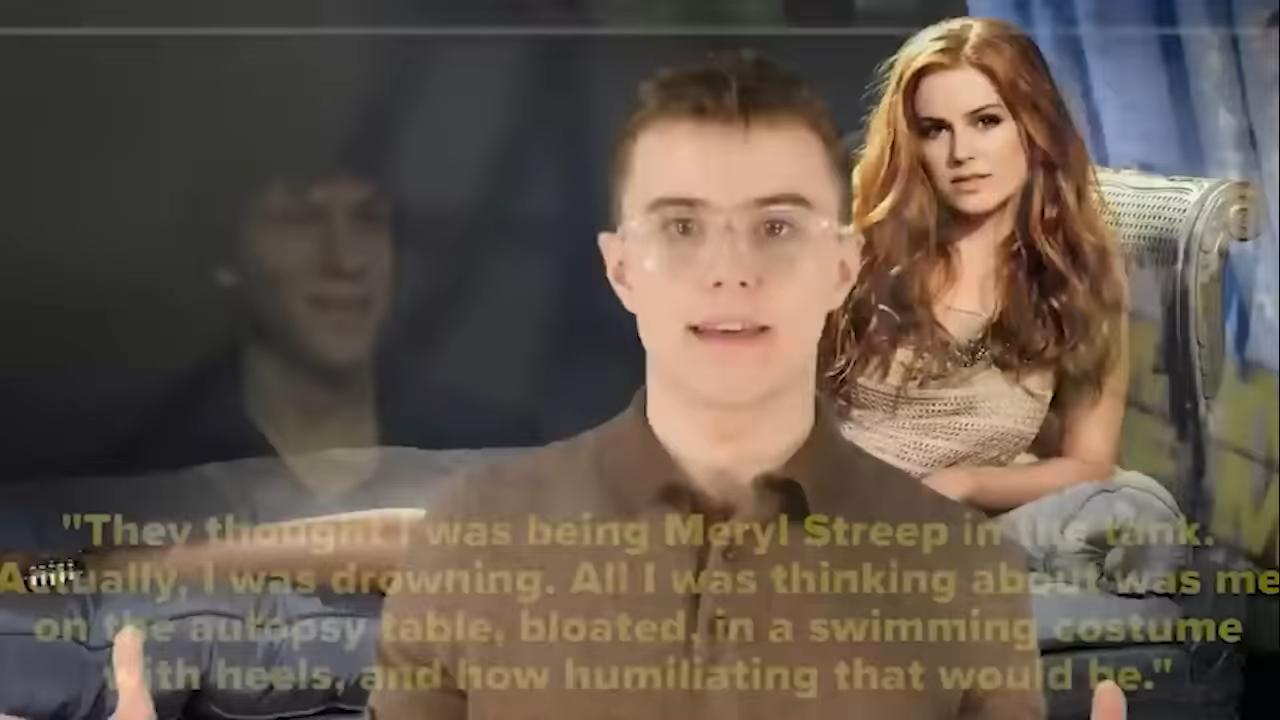 "They thought I was being Meryl Streep in the tank.
Actually, I was drowning. All I was thinking about was me
on the autopsy table, bloated, in a swimming costume
with heels, and how humiliating that would be."